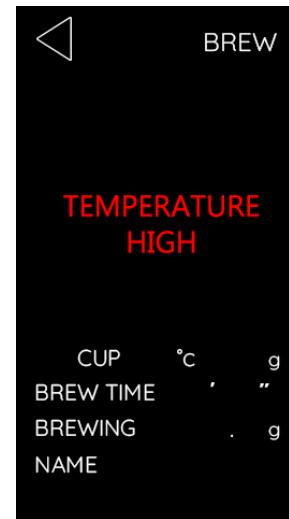 BREW
TEMPERATURE
HIGH
CUP °c g
BREW TIME ′ ″
BREWING . g
NAME